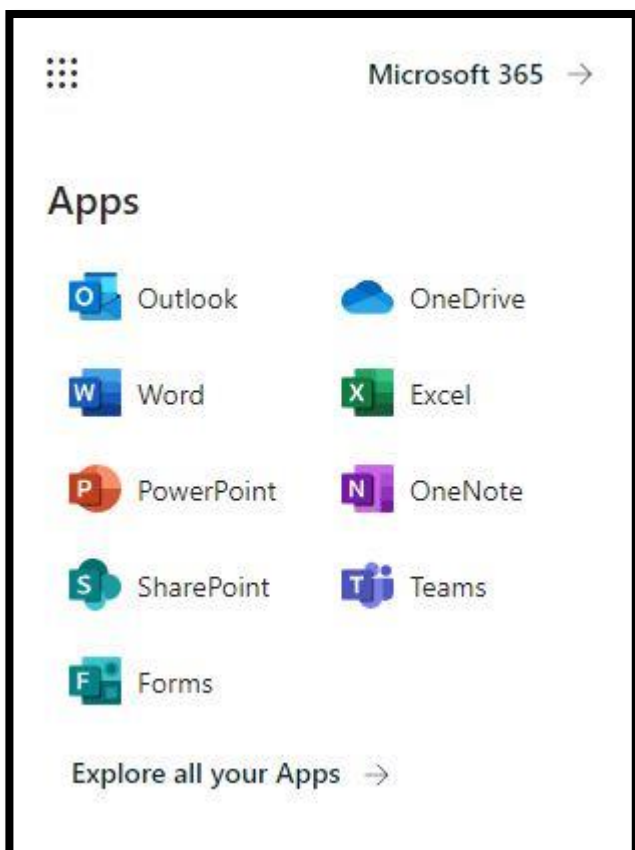 Microsoft 365 →
Apps
O Outlook
OneDrive
W Word
X Excel
P PowerPoint
N OneNote
S SharePoint
T Teams
F Forms
Explore all your Apps →